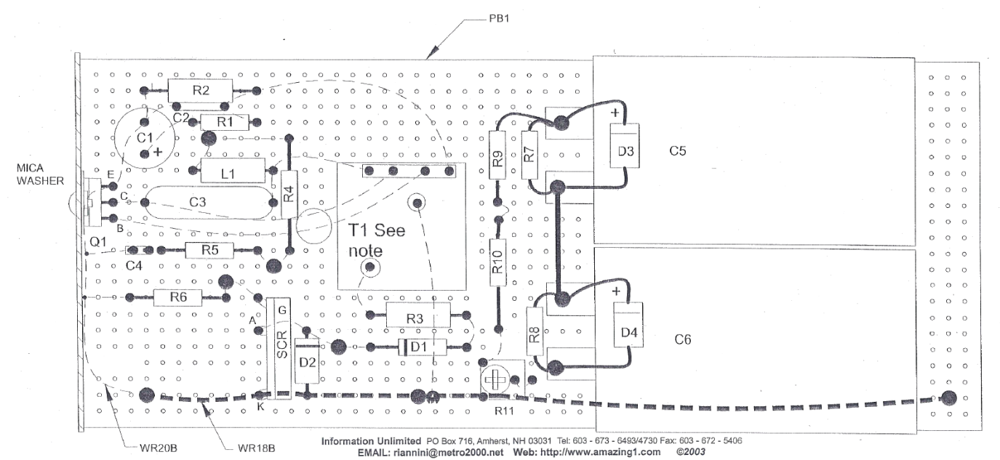 PB1
R2
C2
R1
C1
+
L1
MICA
WASHER
E
C
B
C3
R4
Q1
C4
R5
T1 See
note
R9
R7
+
D3
C5
R10
R6
A
G
SCR
K
D2
R3
D1
R8
+
D4
C6
R11
WR20B
WR18B
Information Unlimited PO Box 716, Amherst, NH 03031 Tel: 603 - 673 - 6493/4730 Fax: 603 - 672 - 5406
EMAIL: riannini@metro2000.net Web: http://www.amazing1.com ©2003